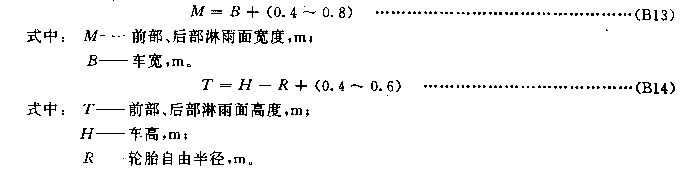 M = B + (0.4～0.8) ……………………………………(B13)
式中: M——前部、后部淋雨面宽度,m;
B——车宽,m。
T = H - R + (0.4～0.6) ……………………………………(B14)
式中: T——前部、后部淋雨面高度,m;
H——车高,m;
R——轮胎自由半径,m。